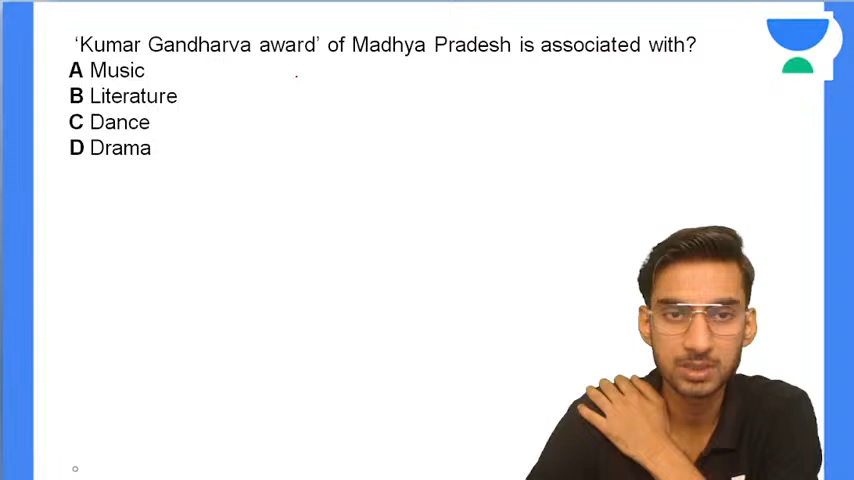 ‘Kumar Gandharva award’ of Madhya Pradesh is associated with?
A Music
B Literature
C Dance
D Drama